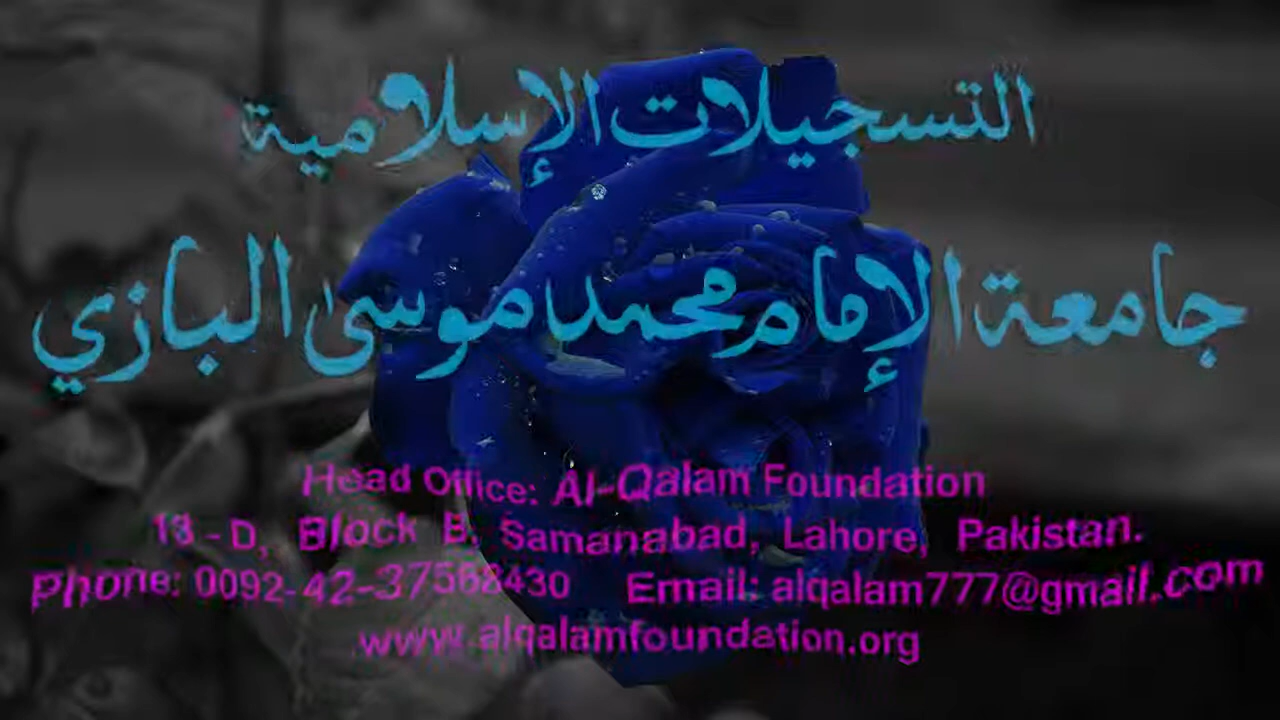 التسجيلات الإسلامية
جامعة الإمام محمد موسى البازي
Head Office: Al-Qalam Foundation
13 - D, Block B, Samanabad, Lahore, Pakistan.
Phone: 0092-42-37568430 Email: alqalam777@gmail.com
www.alqalamfoundation.org